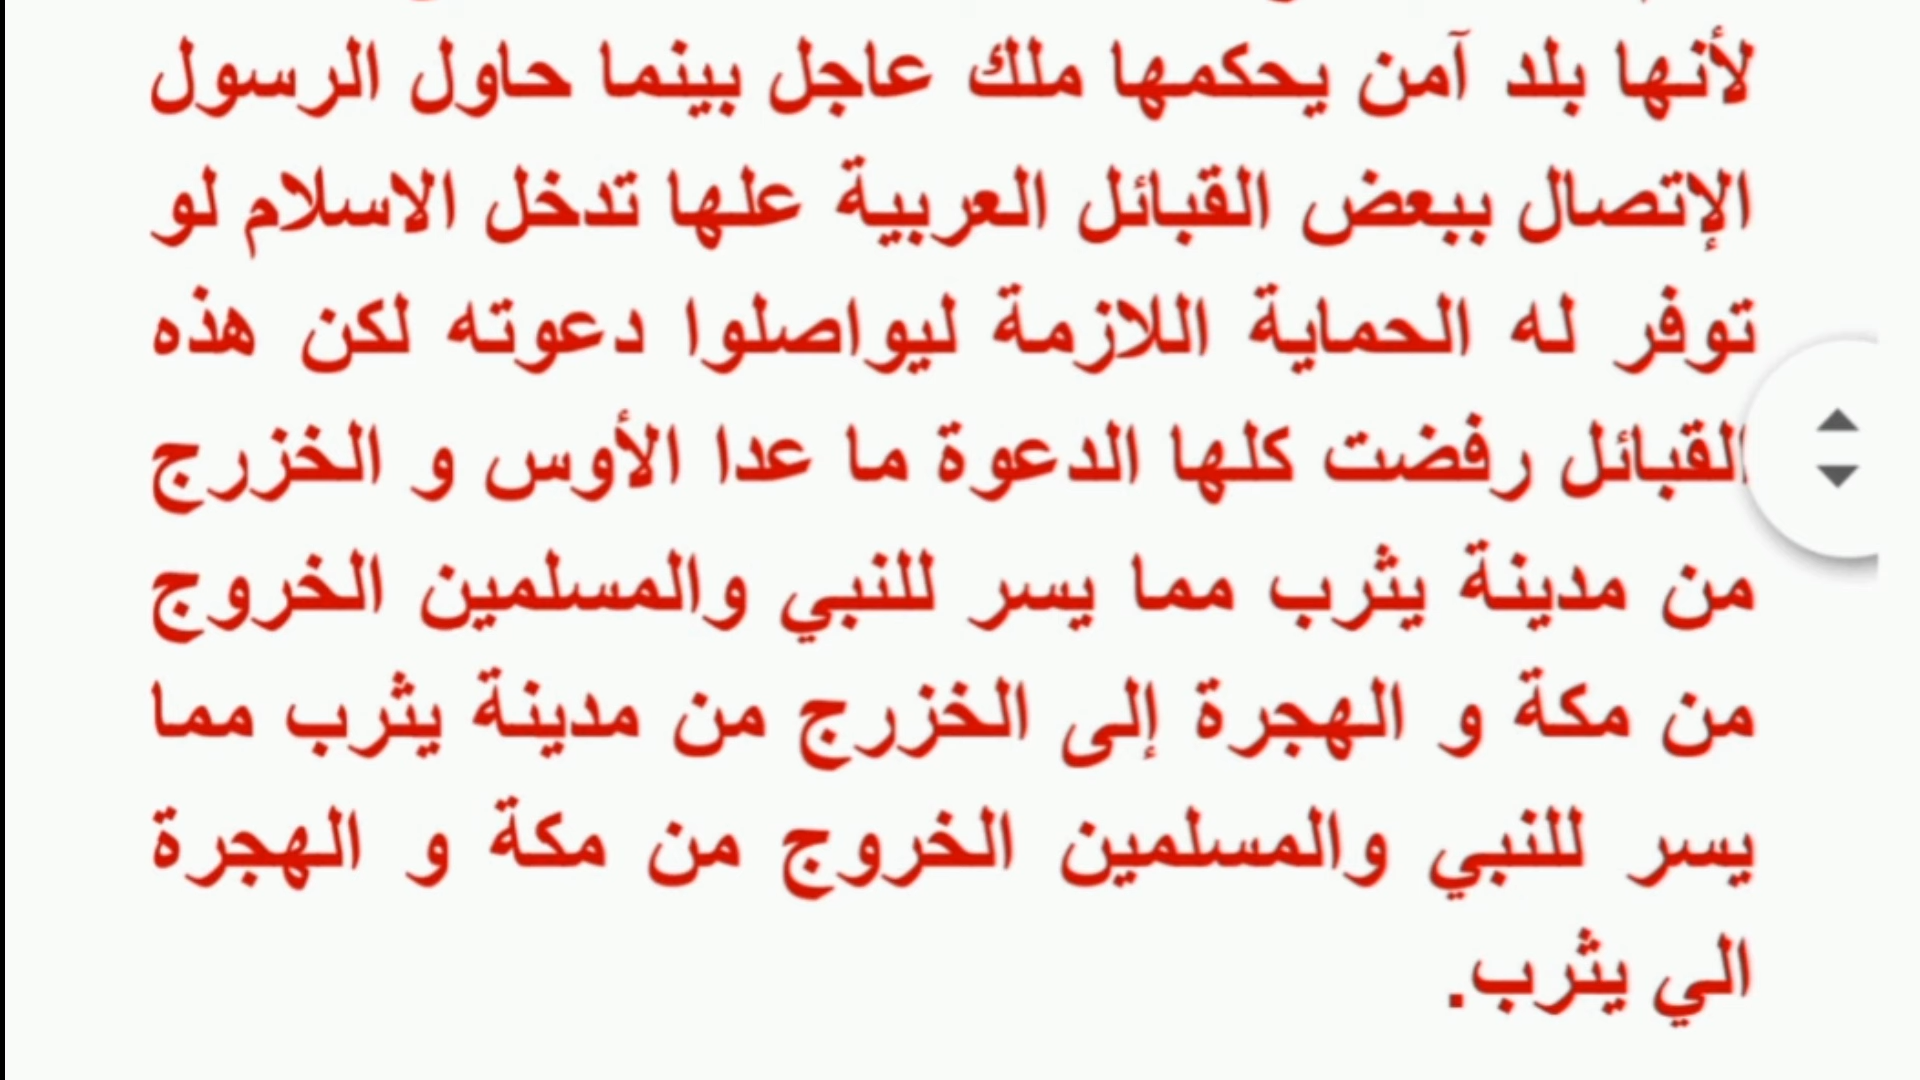 لأنها بلد آمن يحكمها ملك عاجل بينما حاول الرسول
الإتصال ببعض القبائل العربية علها تدخل الاسلام لو
توفر له الحماية اللازمة ليواصلوا دعوته لكن هذه
القبائل رفضت كلها الدعوة ما عدا الأوس و الخزرج
من مدينة يثرب مما يسر للنبي والمسلمين الخروج
من مكة و الهجرة إلى الخزرج من مدينة يثرب مما
يسر للنبي والمسلمين الخروج من مكة و الهجرة
الي يثرب.